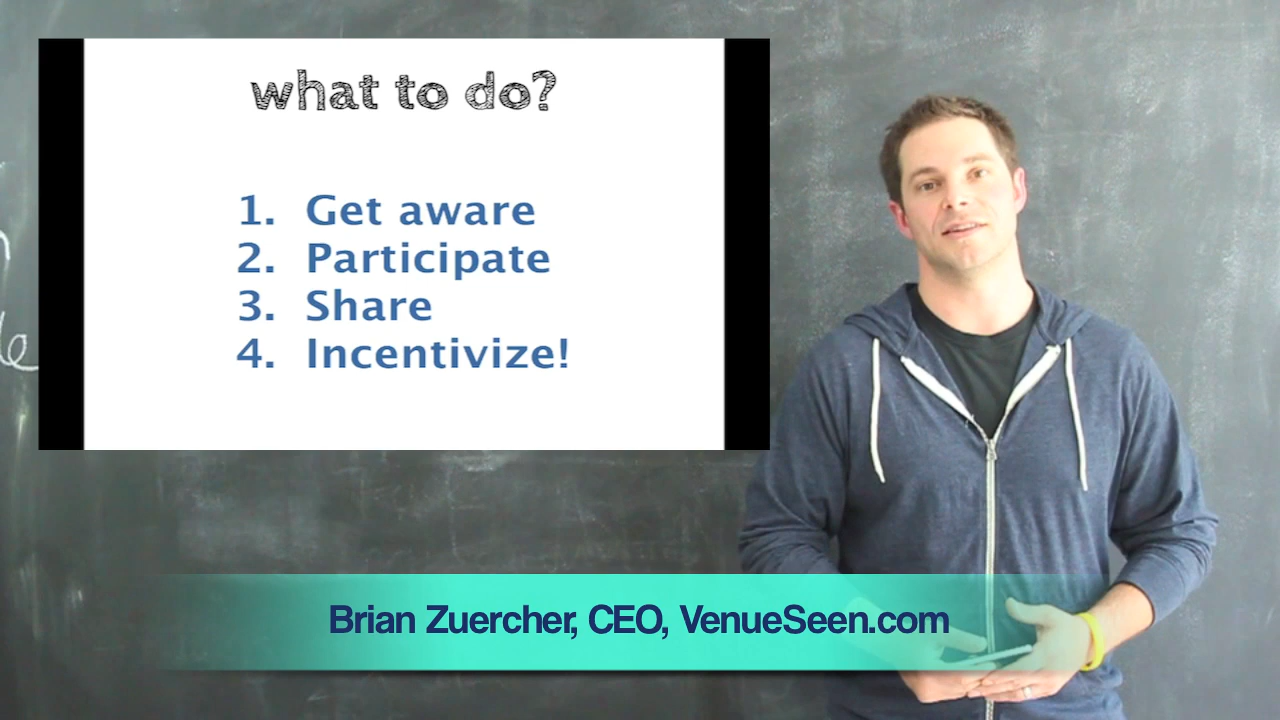 what to do?
1. Get aware
2. Participate
3. Share
4. Incentivize!
Brian Zuercher, CEO, VenueSeen.com